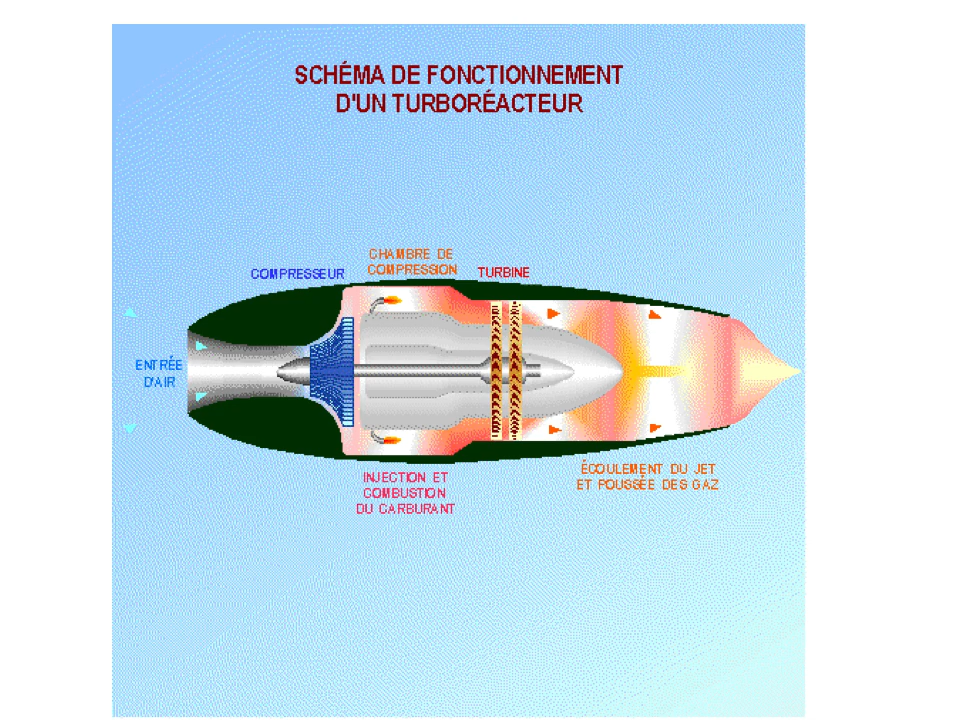 SCHÉMA DE FONCTIONNEMENT
D'UN TURBORÉACTEUR
CHAMBRE DE
COMPRESSION
COMPRESSEUR
TURBINE
ENTRÉE
D'AIR
INJECTION ET
COMBUSTION
DU CARBURANT
ÉCOULEMENT DU JET
ET POUSSÉE DES GAZ